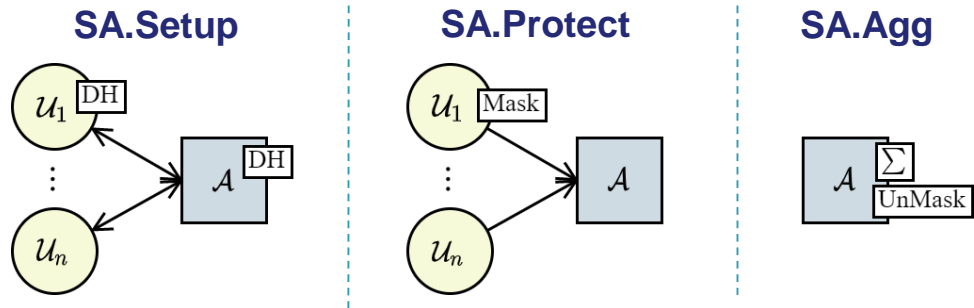 SA.Setup
𝒰₁
DH
⋮
𝒜
DH
𝒰ₙ
SA.Protect
𝒰₁
Mask
⋮
𝒜
𝒰ₙ
SA.Agg
𝒜
∑
UnMask